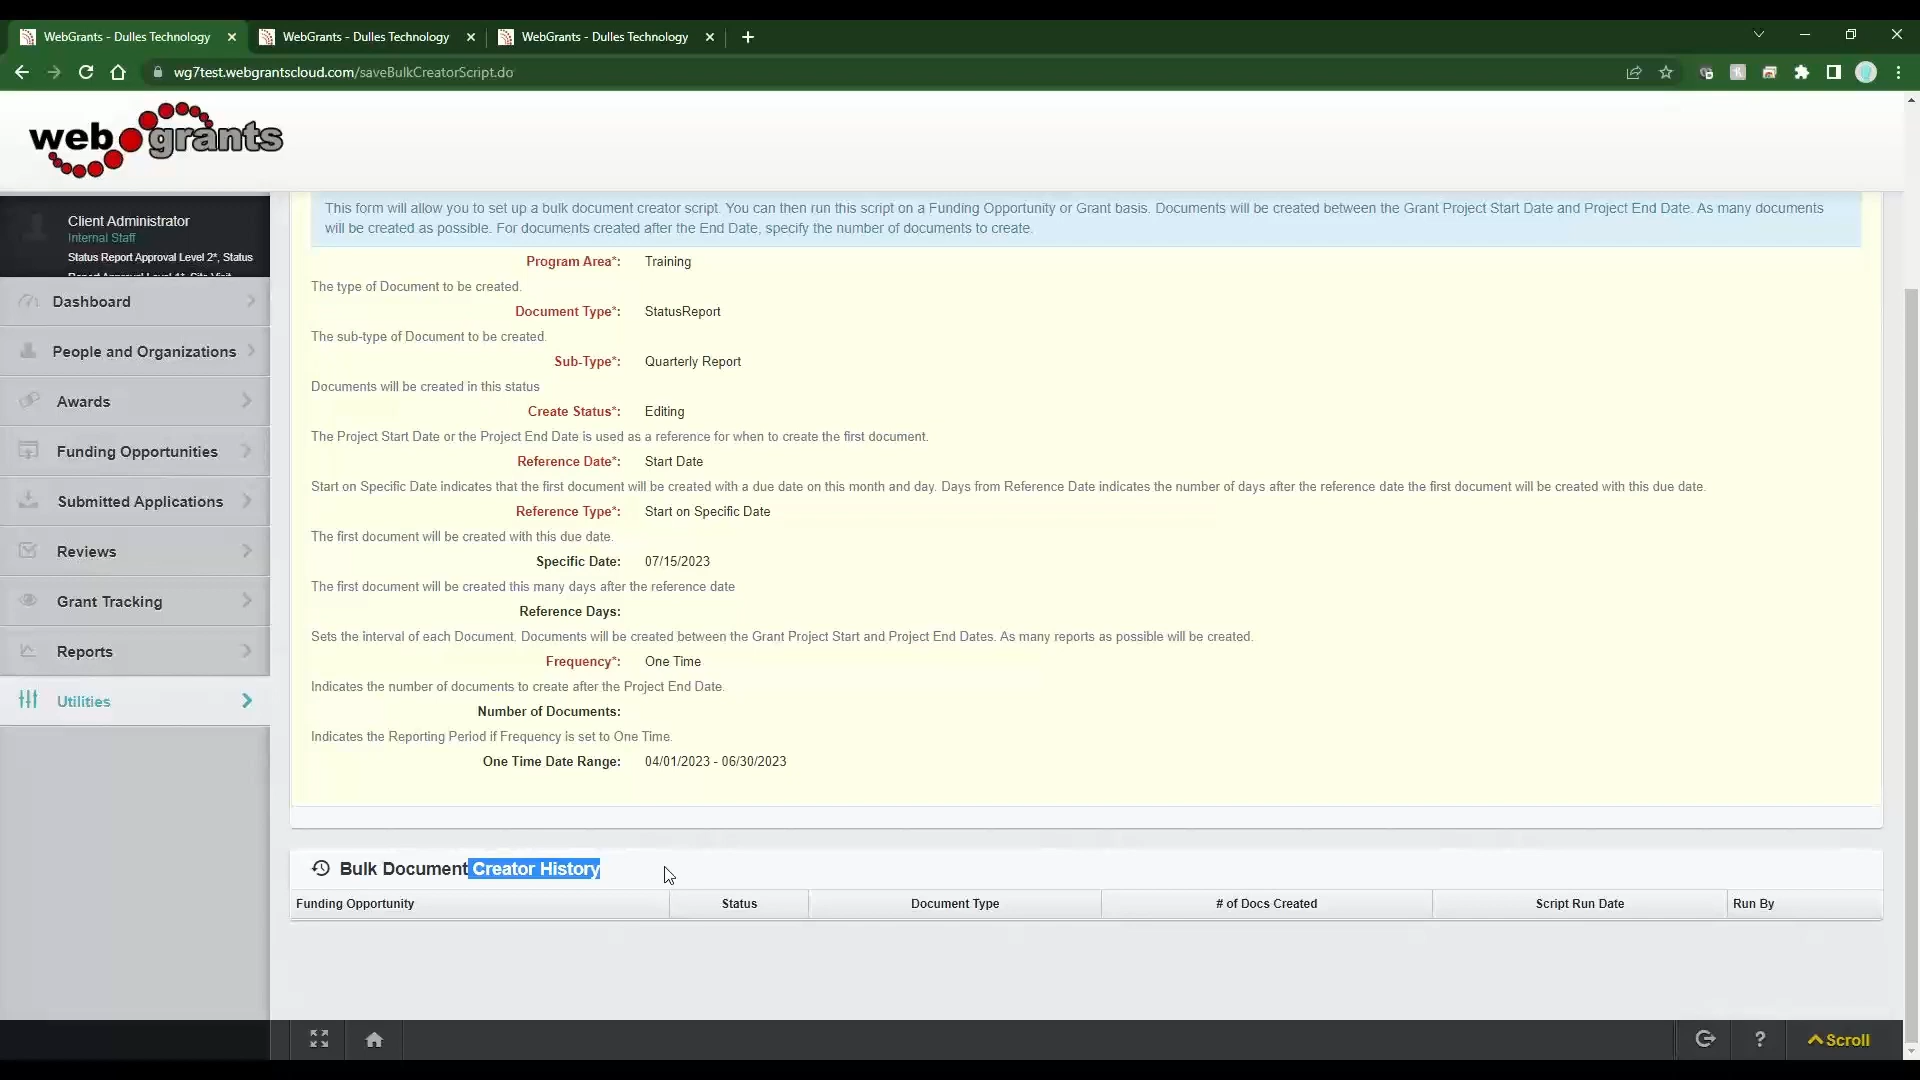 WebGrants - Dulles Technology
WebGrants - Dulles Technology
WebGrants - Dulles Technology
wg7test.webgrantscloud.com/saveBulkCreatorScript.do
web grants
Client Administrator
Internal Staff
Status Report Approval Level 2*, Status
Report Approval Level 1*, Site Visit
Dashboard
People and Organizations
Awards
Funding Opportunities
Submitted Applications
Reviews
Grant Tracking
Reports
Utilities
This form will allow you to set up a bulk document creator script. You can then run this script on a Funding Opportunity or Grant basis. Documents will be created between the Grant Project Start Date and Project End Date. As many documents
will be created as possible. For documents created after the End Date, specify the number of documents to create.
Program Area*: Training
The type of Document to be created.
Document Type*: StatusReport
The sub-type of Document to be created.
Sub-Type*: Quarterly Report
Documents will be created in this status
Create Status*: Editing
The Project Start Date or the Project End Date is used as a reference for when to create the first document.
Reference Date*: Start Date
Start on Specific Date indicates that the first document will be created with a due date on this month and day. Days from Reference Date indicates the number of days after the reference date the first document will be created with this due date.
Reference Type*: Start on Specific Date
The first document will be created with this due date.
Specific Date: 07/15/2023
The first document will be created this many days after the reference date
Reference Days:
Sets the interval of each Document. Documents will be created between the Grant Project Start and Project End Dates. As many reports as possible will be created.
Frequency*: One Time
Indicates the number of documents to create after the Project End Date.
Number of Documents:
Indicates the Reporting Period if Frequency is set to One Time.
One Time Date Range: 04/01/2023 - 06/30/2023
Bulk Document Creator History
Funding Opportunity Status Document Type # of Docs Created Script Run Date Run By
? Scroll